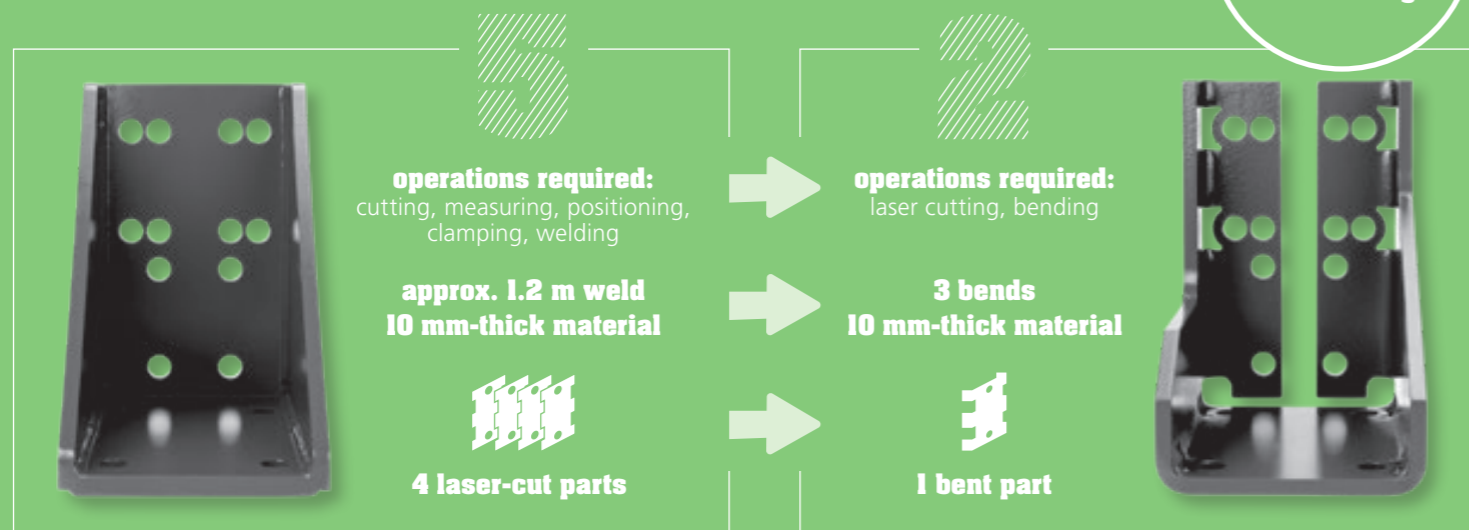 5
operations required:
cutting, measuring, positioning,
clamping, welding
approx. 1.2 m weld
10 mm-thick material
4 laser-cut parts
2
operations required:
laser cutting, bending
3 bends
10 mm-thick material
1 bent part